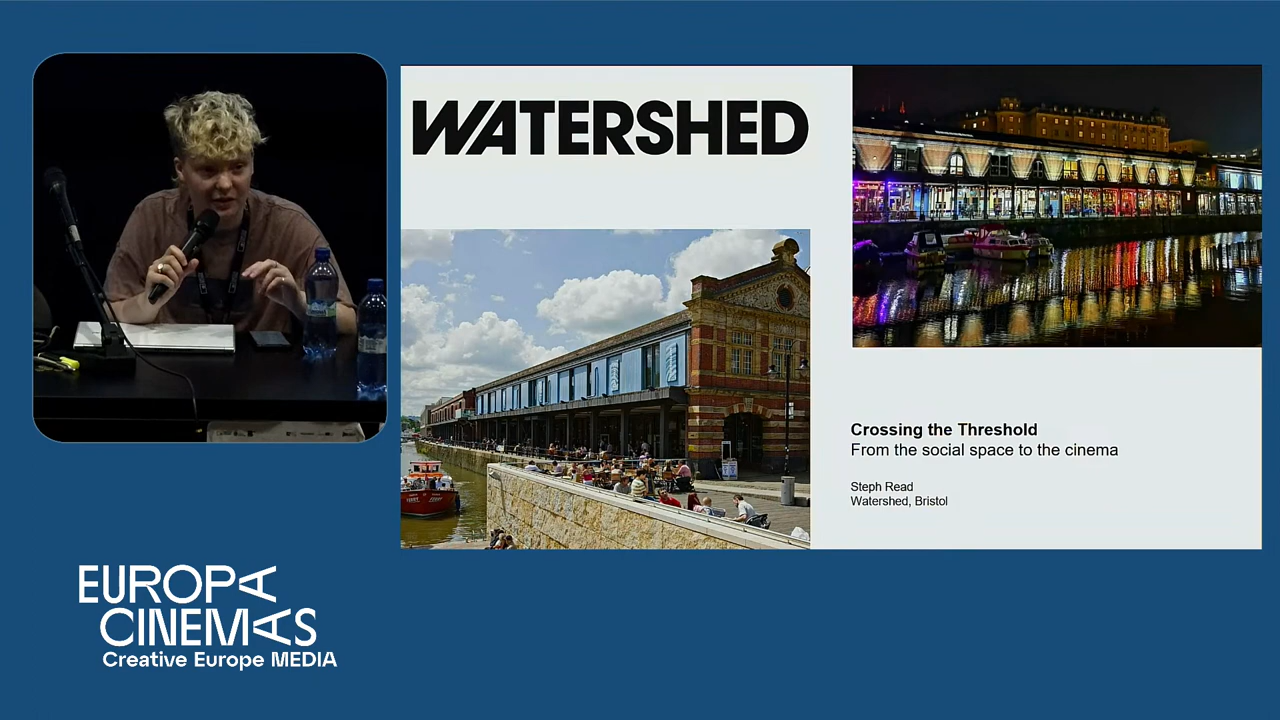 WATERSHED
Crossing the Threshold
From the social space to the cinema
Steph Read
Watershed, Bristol
EUROPA
CINEMAS
Creative Europe MEDIA